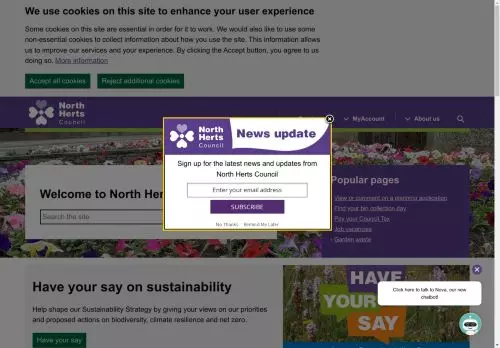 We use cookies on this site to enhance your user experience
Some cookies on this site are essential in order for it to work. We would also like to use some
non-essential cookies to collect information about how you use the site. This information allows
us to improve our services and your experience. By clicking the Accept button, you agree to us
doing so. More information
Accept all cookies
Reject additional cookies
North
Herts
Council
MyAccount
About us
North
Herts
Council
News update
Sign up for the latest news and updates from
North Herts Council
Enter your email address
SUBSCRIBE
No Thanks
Remind Me Later
Welcome to North Herts
Search the site
Popular pages
View or comment on a planning application
Find your bin collection day
Pay your Council Tax
Job vacancies
Garden waste
Have your say on sustainability
Help shape our Sustainability Strategy by giving your views on our priorities
and proposed actions on biodiversity, climate resilience and net zero.
Have your say
HAVE
YOUR
SAY
Click here to talk to Nova, our new
chatbot!